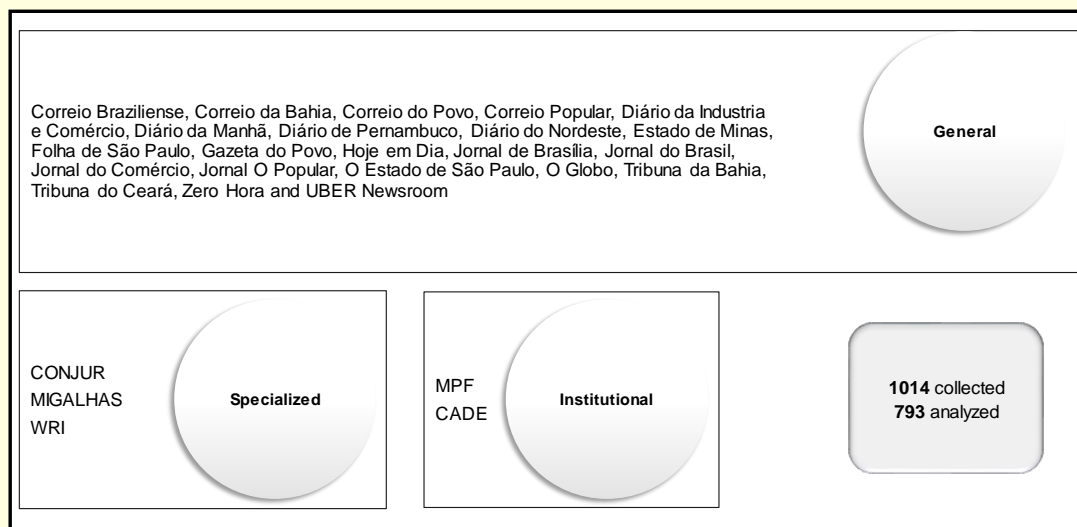 Correio Braziliense, Correio da Bahia, Correio do Povo, Correio Popular, Diário da Industria
e Comércio, Diário da Manhã, Diário de Pernambuco, Diário do Nordeste, Estado de Minas,
Folha de São Paulo, Gazeta do Povo, Hoje em Dia, Jornal de Brasília, Jornal do Brasil,
Jornal do Comércio, Jornal O Popular, O Estado de São Paulo, O Globo, Tribuna da Bahia,
Tribuna do Ceará, Zero Hora and UBER Newsroom
General
CONJUR
MIGALHAS
WRI
Specialized
MPF
CADE
Institutional
1014 collected
793 analyzed